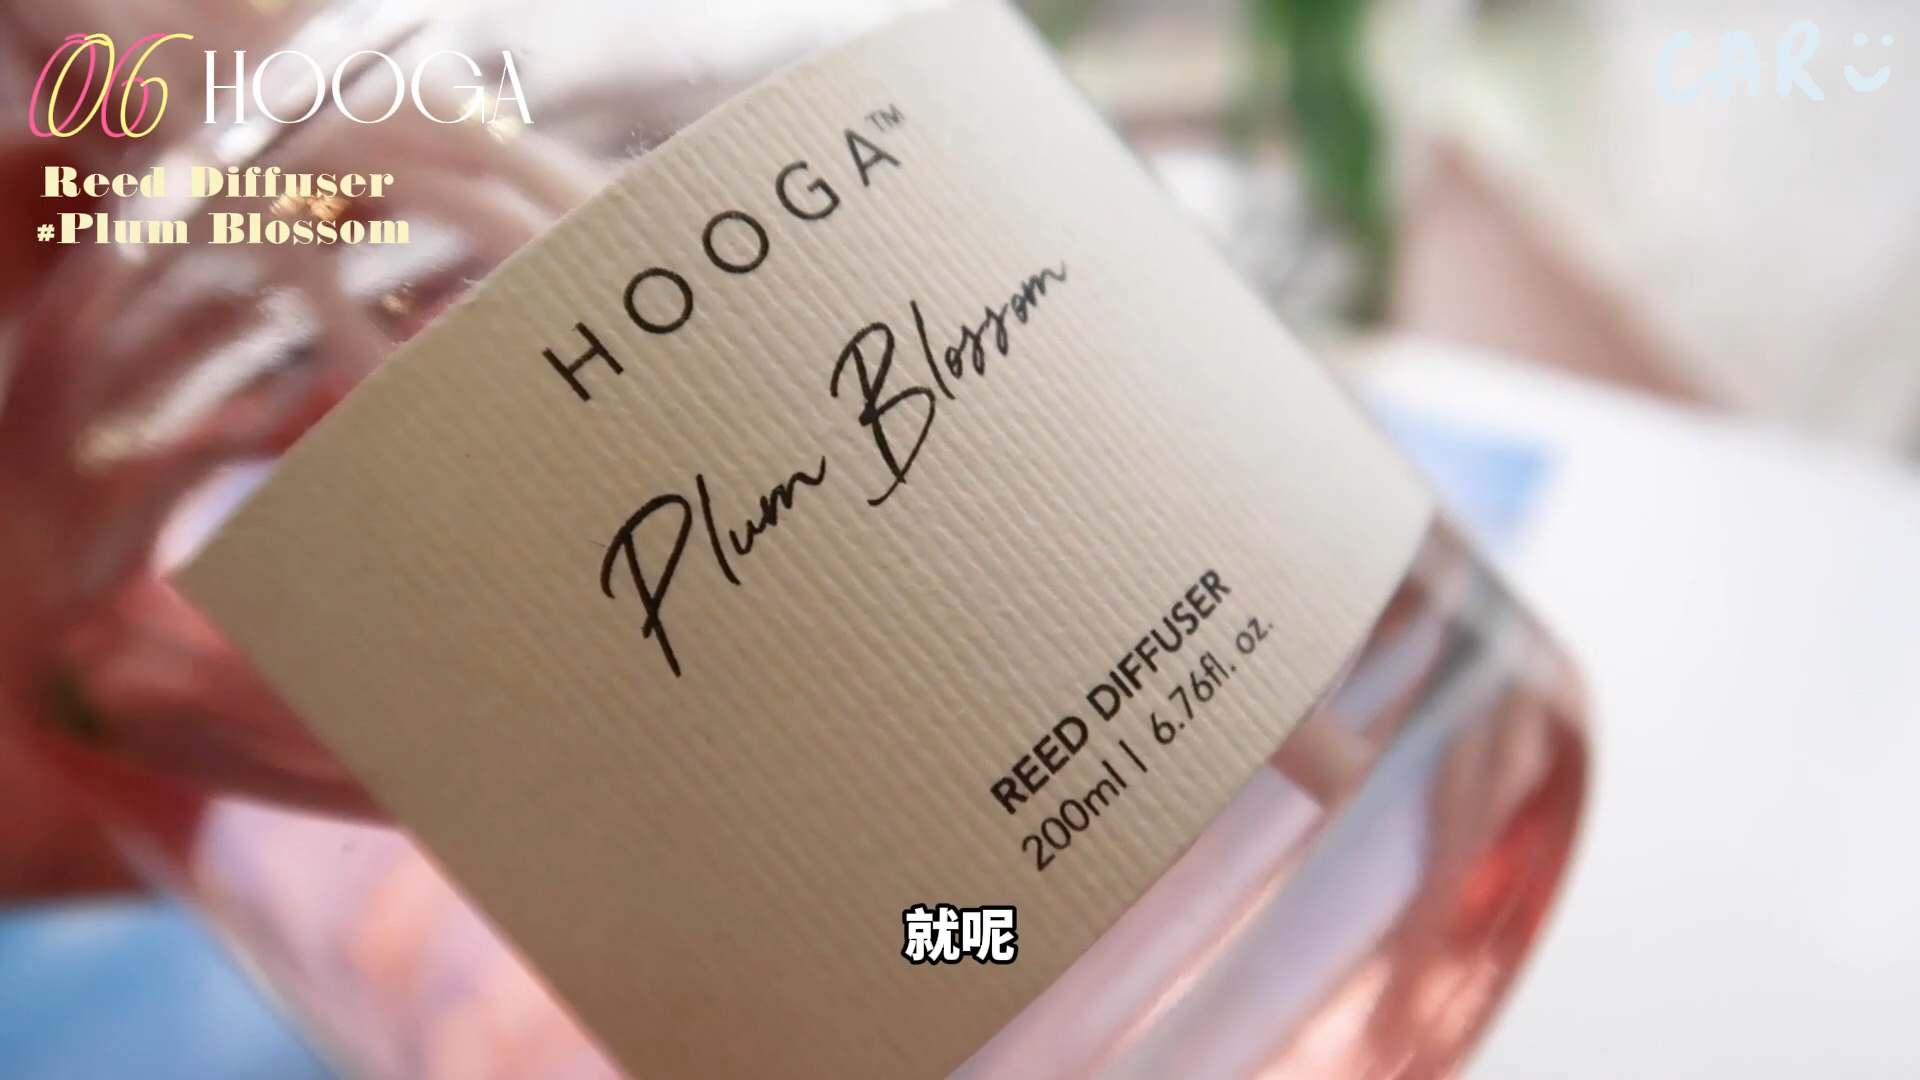 06 HOOGA
Reed Diffuser
#Plum Blossom
CAR
HOOGA™
Plum Blossom
REED DIFFUSER
200ml | 6.76fl. oz.
就呢